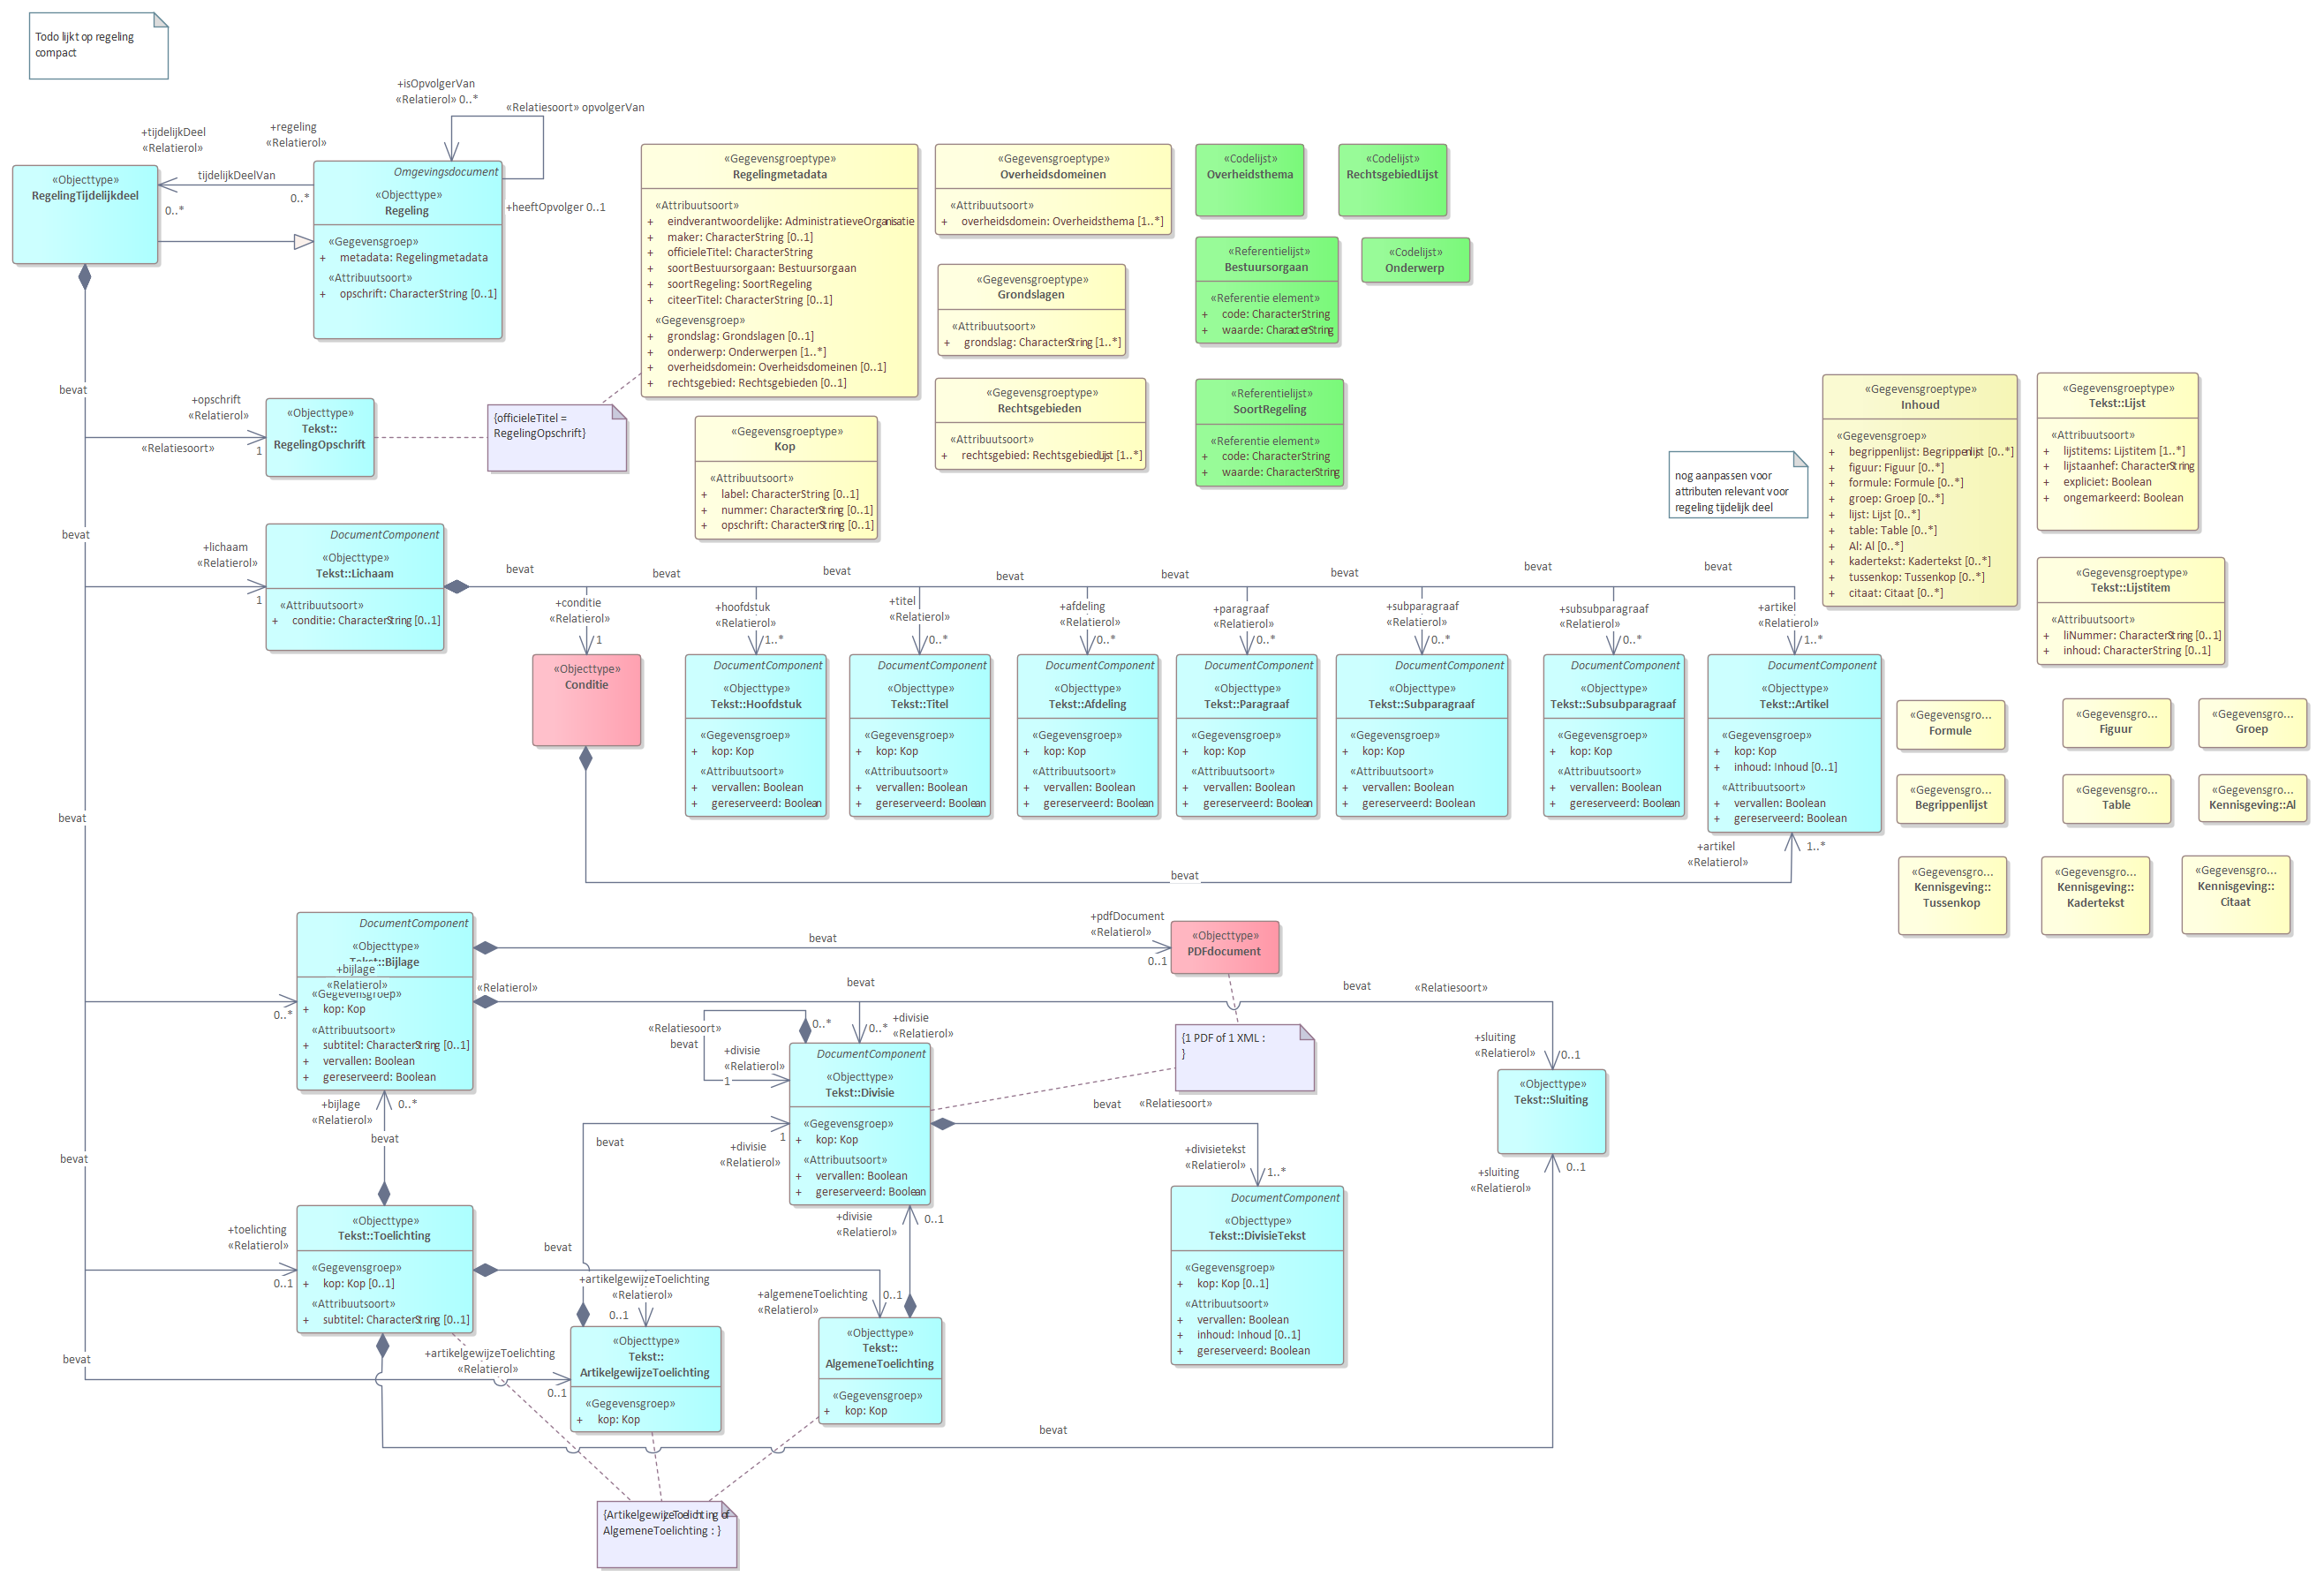 Todo lijkt op regeling
compact
+isOpvolgerVan
«Relatierol» 0..*
«Relatiesoort» opvolgerVan
+tijdelijkDeel
«Relatierol»
+regeling
«Relatierol»
tijdelijkDeelVan
0..*
0..*
+heeftOpvolger 0..1
«Objecttype»
RegelingTijdelijkdeel
Omgevingsdocument
«Objecttype»
Regeling
«Gegevensgroep»
+ metadata: Regelingmetadata
«Attribuutsoort»
+ opschrift: CharacterString [0..1]
«Gegevensgroeptype»
Regelingmetadata
«Attribuutsoort»
+ eindverantwoordelijke: AdministratieveOrganisatie
+ maker: CharacterString [0..1]
+ officieleTitel: CharacterString
+ soortBestuursorgaan: Bestuursorgaan
+ soortRegeling: SoortRegeling
+ citeerTitel: CharacterString [0..1]
«Gegevensgroep»
+ grondslag: Grondslagen [0..1]
+ onderwerp: Onderwerpen [1..*]
+ overheidsdomein: Overheidsdomeinen [0..1]
+ rechtsgebied: Rechtsgebieden [0..1]
«Gegevensgroeptype»
Overheidsdomeinen
«Attribuutsoort»
+ overheidsdomein: Overheidsthema [1..*]
«Gegevensgroeptype»
Grondslagen
«Attribuutsoort»
+ grondslag: CharacterString [1..*]
«Gegevensgroeptype»
Rechtsgebieden
«Attribuutsoort»
+ rechtsgebied: RechtsgebiedLijst [1..*]
«Codelijst»
Overheidsthema
«Codelijst»
RechtsgebiedLijst
«Referentielijst»
Bestuursorgaan
«Referentie element»
+ code: CharacterString
+ waarde: CharacterString
«Codelijst»
Onderwerp
«Referentielijst»
SoortRegeling
«Referentie element»
+ code: CharacterString
+ waarde: CharacterString
«Gegevensgroeptype»
Kop
«Attribuutsoort»
+ label: CharacterString [0..1]
+ nummer: CharacterString [0..1]
+ opschrift: CharacterString [0..1]
{officieleTitel =
RegelingOpschrift}
bevat
+opschrift
«Relatierol»
«Relatiesoort»
1
«Objecttype»
Tekst::
RegelingOpschrift
nog aanpassen voor
attributen relevant voor
regeling tijdelijk deel
«Gegevensgroeptype»
Inhoud
«Gegevensgroep»
+ begrippenlijst: Begrippenlijst [0..*]
+ figuur: Figuur [0..*]
+ formule: Formule [0..*]
+ groep: Groep [0..*]
+ lijst: Lijst [0..*]
+ table: Table [0..*]
+ Al: Al [0..*]
+ kadertekst: Kadertekst [0..*]
+ tussenkop: Tussenkop [0..*]
+ citaat: Citaat [0..*]
«Gegevensgroeptype»
Tekst::Lijst
«Attribuutsoort»
+ lijstitems: Lijstitem [1..*]
+ lijstaanhef: CharacterString
+ expliciet: Boolean
+ ongemarkeerd: Boolean
«Gegevensgroeptype»
Tekst::Lijstitem
«Attribuutsoort»
+ liNummer: CharacterString [0..1]
+ inhoud: CharacterString [0..1]
bevat
+lichaam
«Relatierol»
1
DocumentComponent
«Objecttype»
Tekst::Lichaam
«Attribuutsoort»
+ conditie: CharacterString [0..1]
bevat
bevat
bevat
bevat
bevat
bevat
bevat
bevat
+conditie
«Relatierol»
1
+hoofdstuk
«Relatierol»
1..*
+titel
«Relatierol»
0..*
+afdeling
«Relatierol»
0..*
+paragraaf
«Relatierol»
0..*
+subparagraaf
«Relatierol»
0..*
+subsubparagraaf
«Relatierol»
0..*
+artikel
«Relatierol»
1..*
«Objecttype»
Conditie
DocumentComponent
«Objecttype»
Tekst::Hoofdstuk
«Gegevensgroep»
+ kop: Kop
«Attribuutsoort»
+ vervallen: Boolean
+ gereserveerd: Boolean
DocumentComponent
«Objecttype»
Tekst::Titel
«Gegevensgroep»
+ kop: Kop
«Attribuutsoort»
+ vervallen: Boolean
+ gereserveerd: Boolean
DocumentComponent
«Objecttype»
Tekst::Afdeling
«Gegevensgroep»
+ kop: Kop
«Attribuutsoort»
+ vervallen: Boolean
+ gereserveerd: Boolean
DocumentComponent
«Objecttype»
Tekst::Paragraaf
«Gegevensgroep»
+ kop: Kop
«Attribuutsoort»
+ vervallen: Boolean
+ gereserveerd: Boolean
DocumentComponent
«Objecttype»
Tekst::Subparagraaf
«Gegevensgroep»
+ kop: Kop
«Attribuutsoort»
+ vervallen: Boolean
+ gereserveerd: Boolean
DocumentComponent
«Objecttype»
Tekst::Subsubparagraaf
«Gegevensgroep»
+ kop: Kop
«Attribuutsoort»
+ vervallen: Boolean
+ gereserveerd: Boolean
DocumentComponent
«Objecttype»
Tekst::Artikel
«Gegevensgroep»
+ kop: Kop
+ inhoud: Inhoud [0..1]
«Attribuutsoort»
+ vervallen: Boolean
+ gereserveerd: Boolean
+artikel
«Relatierol»
1..*
bevat
«Gegevensgro...
Formule
«Gegevensgro...
Figuur
«Gegevensgro...
Groep
«Gegevensgro...
Begrippenlijst
«Gegevensgro...
Table
«Gegevensgro...
Kennisgeving::Al
«Gegevensgro...
Kennisgeving::
Tussenkop
«Gegevensgro...
Kennisgeving::
Kadertekst
«Gegevensgro...
Kennisgeving::
Citaat
bevat
DocumentComponent
«Objecttype»
Tekst::Bijlage
+bijlage
«Relatierol»
«Gegevensgroep»
+ kop: Kop
«Attribuutsoort»
+ subtitel: CharacterString [0..1]
+ vervallen: Boolean
+ gereserveerd: Boolean
0..*
«Relatierol»
bevat
+pdfDocument
«Relatierol»
0..1
«Objecttype»
PDFdocument
bevat
bevat
«Relatiesoort»
{1 PDF of 1 XML :
}
«Relatiesoort»
bevat
0..*
+divisie
«Relatierol»
1
0..*
+divisie
«Relatierol»
DocumentComponent
«Objecttype»
Tekst::Divisie
«Gegevensgroep»
+ kop: Kop
«Attribuutsoort»
+ vervallen: Boolean
+ gereserveerd: Boolean
+sluiting
«Relatierol»
0..1
«Objecttype»
Tekst::Sluiting
+sluiting
«Relatierol»
0..1
bevat
«Relatiesoort»
+divisietekst
«Relatierol»
1..*
DocumentComponent
«Objecttype»
Tekst::DivisieTekst
«Gegevensgroep»
+ kop: Kop [0..1]
«Attribuutsoort»
+ vervallen: Boolean
+ inhoud: Inhoud [0..1]
+ gereserveerd: Boolean
+bijlage
«Relatierol»
0..*
bevat
bevat
bevat
1
+divisie
«Relatierol»
+divisie
«Relatierol»
0..1
+toelichting
«Relatierol»
0..1
«Objecttype»
Tekst::Toelichting
«Gegevensgroep»
+ kop: Kop [0..1]
«Attribuutsoort»
+ subtitel: CharacterString [0..1]
bevat
+artikelgewijzeToelichting
«Relatierol»
0..1
+algemeneToelichting
«Relatierol»
0..1
bevat
+artikelgewijzeToelichting
«Relatierol»
0..1
«Objecttype»
Tekst::
ArtikelgewijzeToelichting
«Gegevensgroep»
+ kop: Kop
«Objecttype»
Tekst::
AlgemeneToelichting
«Gegevensgroep»
+ kop: Kop
bevat
{ArtikelgewijzeToelichting of
AlgemeneToelichting : }